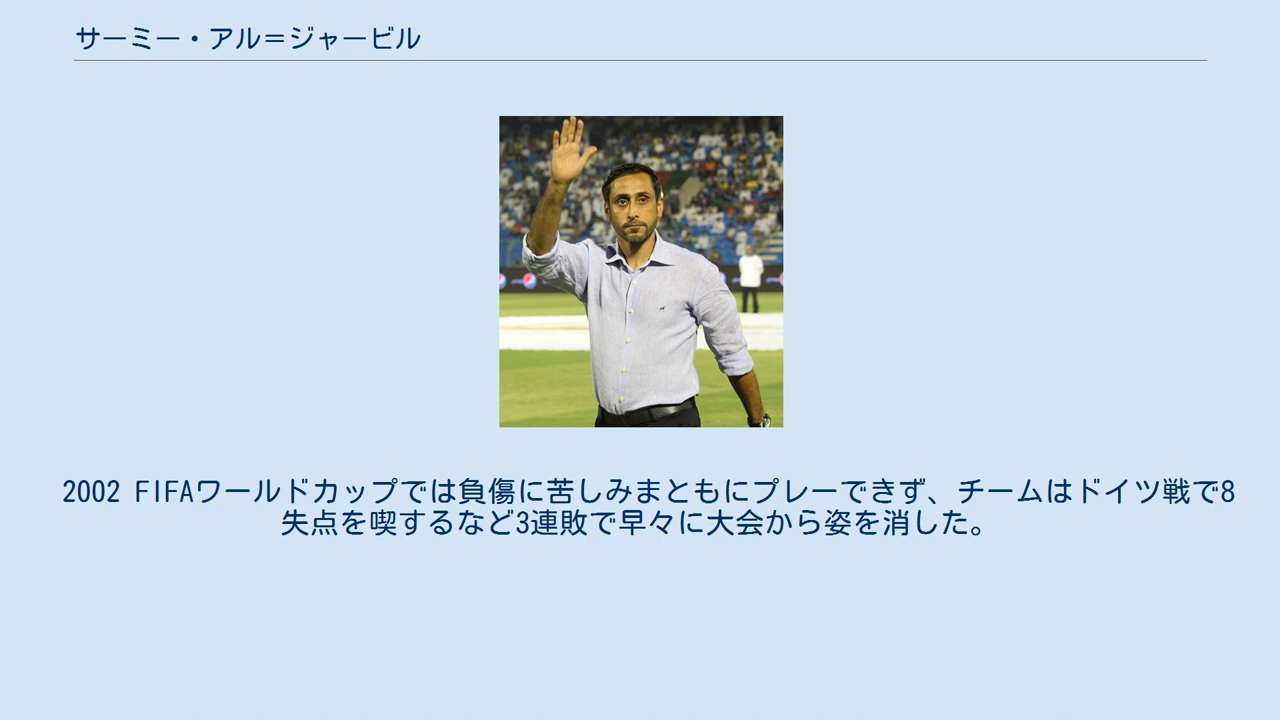 サーミー・アル＝ジャービル
2002 FIFAワールドカップでは負傷に苦しみまともにプレーできず、チームはドイツ戦で8
失点を喫するなど3連敗で早々に大会から姿を消した。